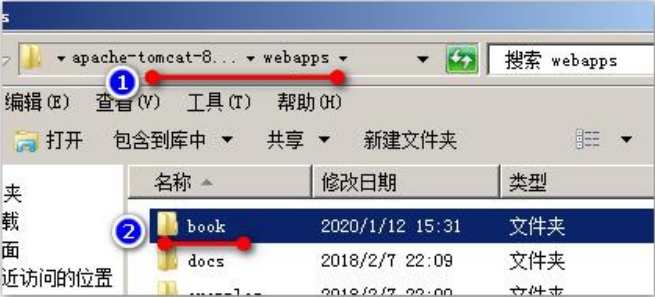 s
apache-tomcat-8... webapps
搜索 webapps
1
编辑(E) 查看(V) 工具(T) 帮助(H)
打开 包含到库中 共享 新建文件夹
名称 修改日期 类型
夹
载
面
近访问的位置
2
book 2020/1/12 15:31 文件夹
docs 2018/2/7 22:09 文件夹
2018/2/7 22:09 文件夹